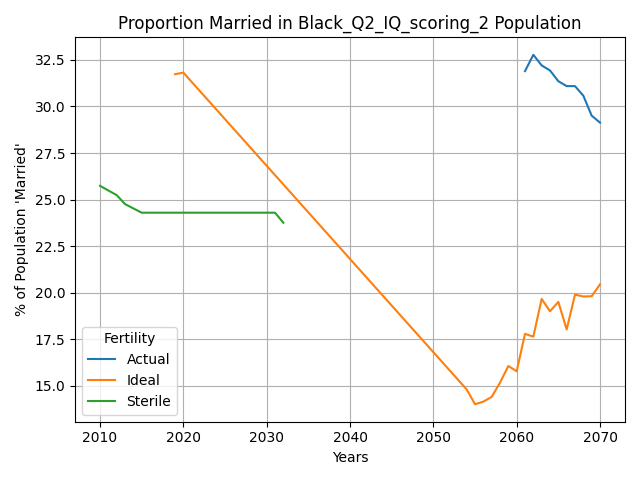 Proportion Married in Black_Q2_IQ_scoring_2 Population
% of Population 'Married'
32.5
30.0
27.5
25.0
22.5
20.0
17.5
15.0
Fertility
Actual
Ideal
Sterile
2010 2020 2030 2040 2050 2060 2070
Years